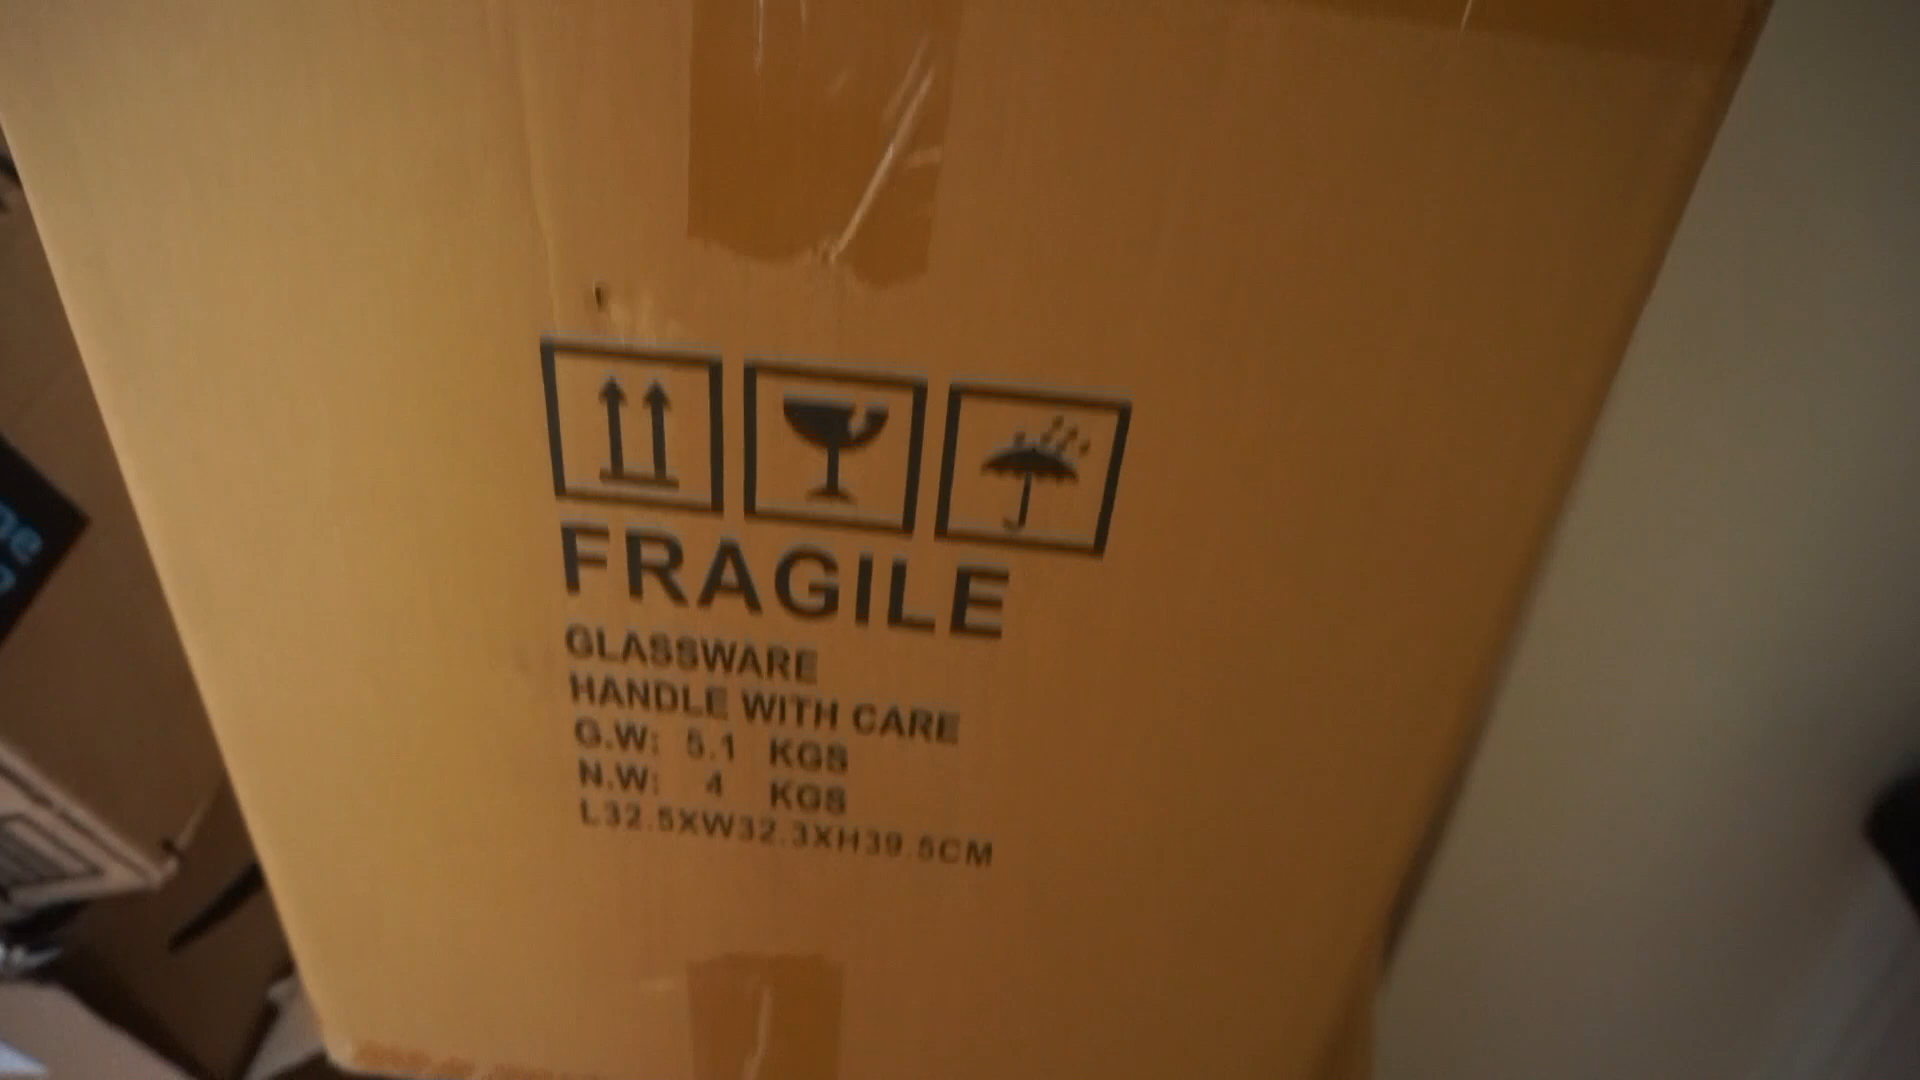 FRAGILE
GLASSWARE
HANDLE WITH CARE
G.W: 5.1 KGS
N.W: 4 KGS
L32.5XW32.3XH39.5CM